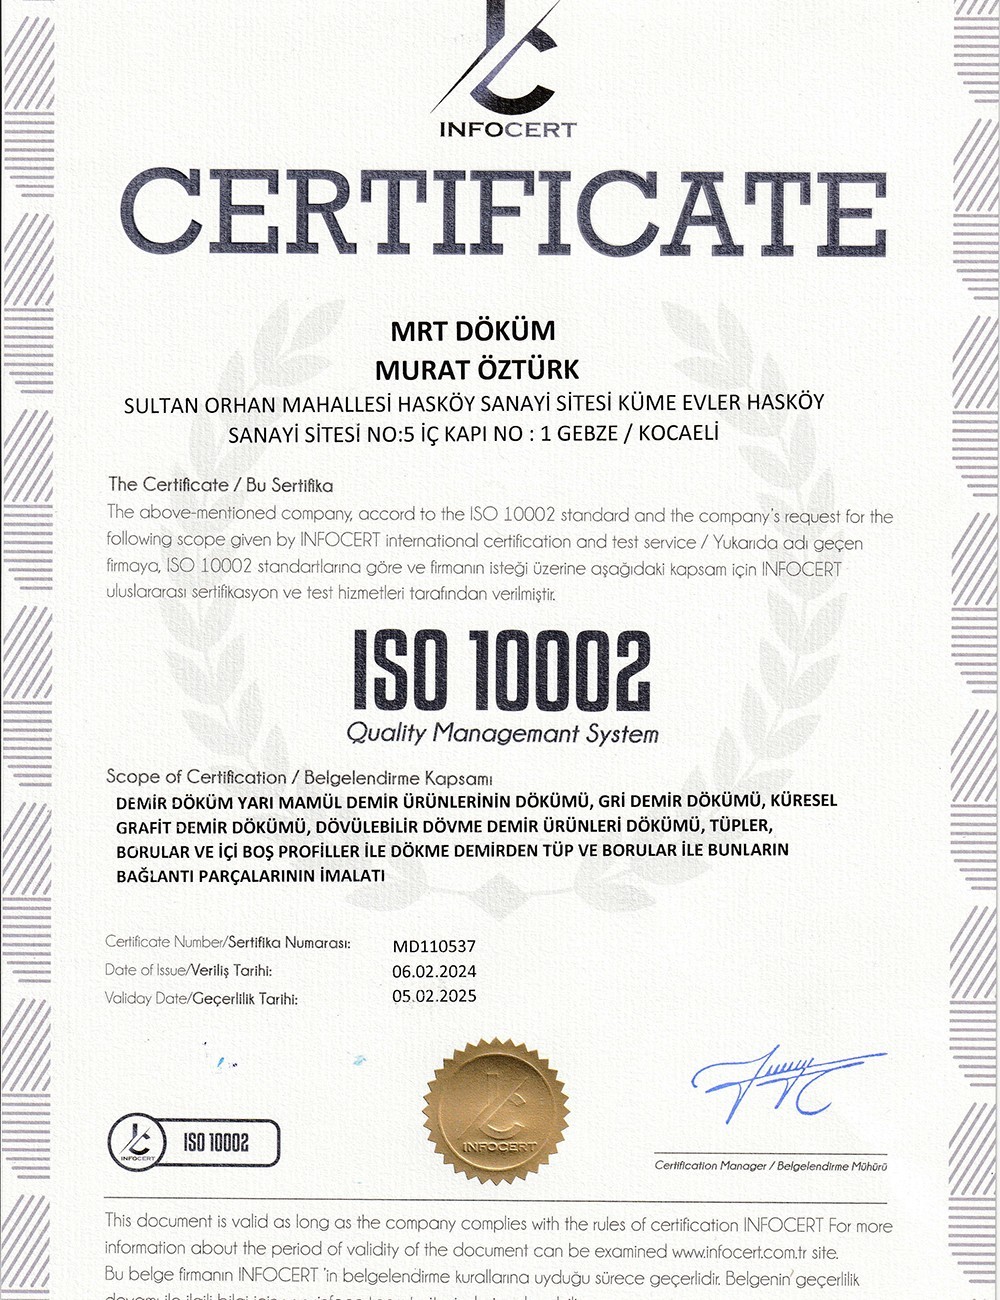 INFOCERT
CERTIFICATE
MRT DÖKÜM
MURAT ÖZTÜRK
SULTAN ORHAN MAHALLESİ HASKÖY SANAYİ SİTESİ KÜME EVLER HASKÖY
SANAYİ SİTESİ NO:5 İÇ KAPI NO : 1 GEBZE / KOCAELİ
The Certificate / Bu Sertifika
The above-mentioned company, accord to the ISO 10002 standard and the company's request for the
following scope given by INFOCERT international certification and test service / Yukarıda adı geçen
firmaya, ISO 10002 standartlarına göre ve firmanın isteği üzerine aşağıdaki kapsam için INFOCERT
uluslararası sertifikasyon ve test hizmetleri tarafından verilmiştir.
ISO 10002
Quality Managemant System
Scope of Certification / Belgelendirme Kapsamı
DEMİR DÖKÜM YARI MAMÜL DEMİR ÜRÜNLERİNİN DÖKÜMÜ, GRİ DEMİR DÖKÜMÜ, KÜRESEL
GRAFİT DEMİR DÖKÜMÜ, DÖVÜLEBİLİR DÖVME DEMİR ÜRÜNLERİ DÖKÜMÜ, TÜPLER,
BORULAR VE İÇİ BOŞ PROFİLLER İLE DÖKME DEMİRDEN TÜP VE BORULAR İLE BUNLARIN
BAĞLANTI PARÇALARININ İMALATI
Certificate Number/Sertifika Numarası: MD110537
Date of Issue/Veriliş Tarihi: 06.02.2024
Validay Date/Geçerlilik Tarihi: 05.02.2025
INFOCERT
INFOCERT
ISO 10002
Certification Manager / Belgelendirme Mühürü
This document is valid as long as the company complies with the rules of certification INFOCERT For more
information about the period of validity of the document can be examined www.infocert.com.tr site.
Bu belge firmanın INFOCERT 'in belgelendirme kurallarına uyduğu sürece geçerlidir. Belgenin geçerlilik